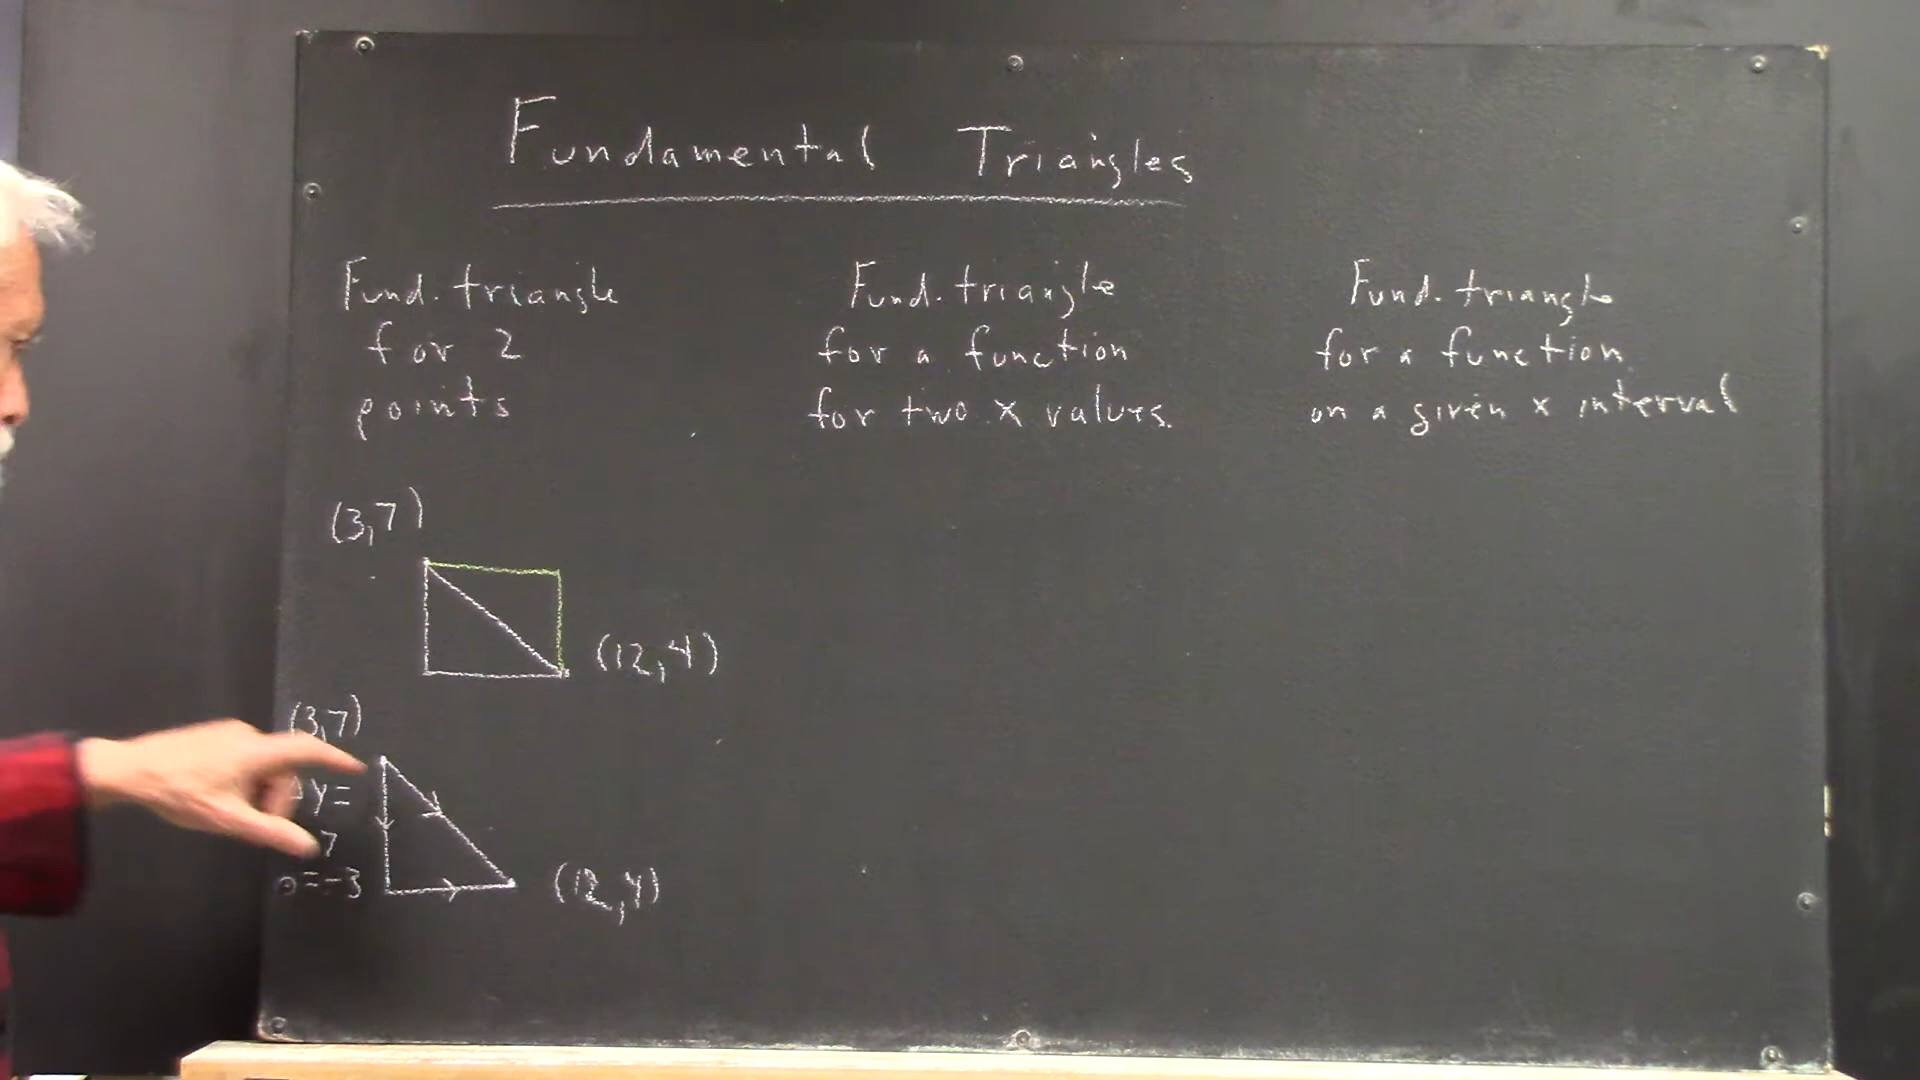 Fundamental Triangles
Fund. triangle
for 2
points
Fund. triangle
for a function
for two x values.
Fund. triangle
for a function
on a given x interval
(3,7)
(12,4)
(3,7)
Δy=
7
=-3
(12,4)